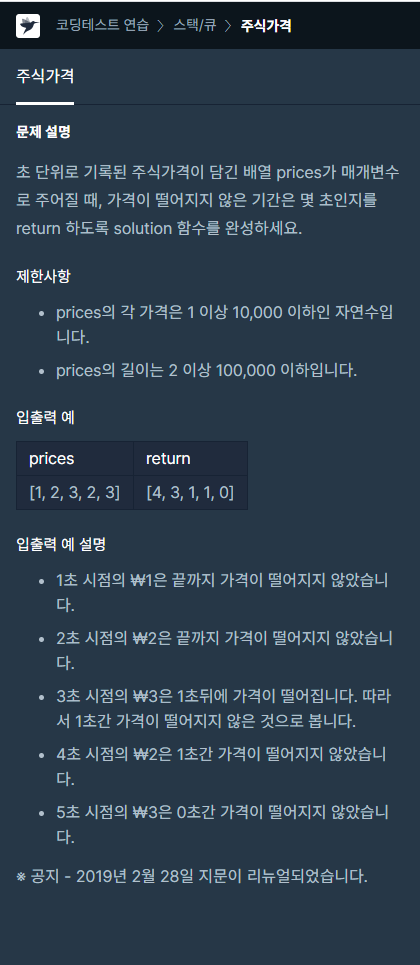 코딩테스트 연습 > 스택/큐 > 주식가격
주식가격
문제 설명
초 단위로 기록된 주식가격이 담긴 배열 prices가 매개변수
로 주어질 때, 가격이 떨어지지 않은 기간은 몇 초인지를
return 하도록 solution 함수를 완성하세요.
제한사항
• prices의 각 가격은 1 이상 10,000 이하인 자연수입
니다.
• prices의 길이는 2 이상 100,000 이하입니다.
입출력 예
prices return
[1, 2, 3, 2, 3] [4, 3, 1, 1, 0]
입출력 예 설명
• 1초 시점의 ₩1은 끝까지 가격이 떨어지지 않았습니
다.
• 2초 시점의 ₩2은 끝까지 가격이 떨어지지 않았습니
다.
• 3초 시점의 ₩3은 1초뒤에 가격이 떨어집니다. 따라
서 1초간 가격이 떨어지지 않은 것으로 봅니다.
• 4초 시점의 ₩2은 1초간 가격이 떨어지지 않았습니
다.
• 5초 시점의 ₩3은 0초간 가격이 떨어지지 않았습니
다.
※ 공지 - 2019년 2월 28일 지문이 리뉴얼되었습니다.